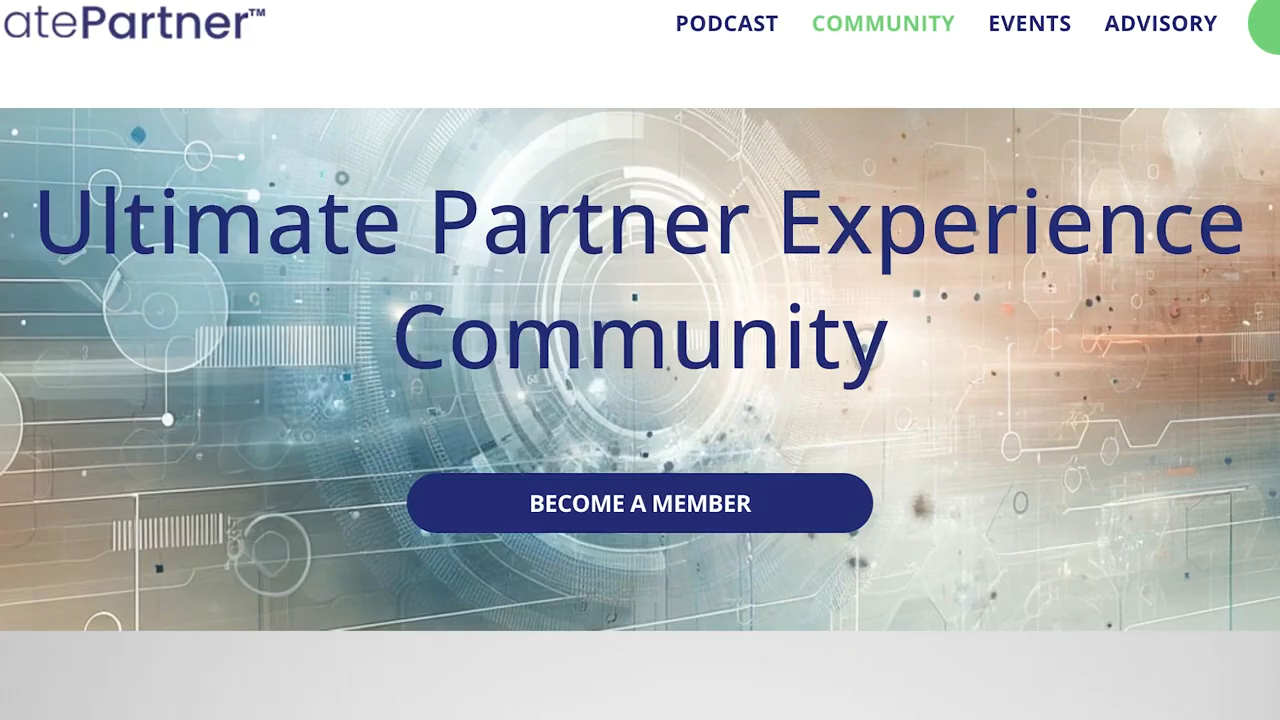 atePartner™
PODCAST COMMUNITY EVENTS ADVISORY
Ultimate Partner Experience
Community
BECOME A MEMBER